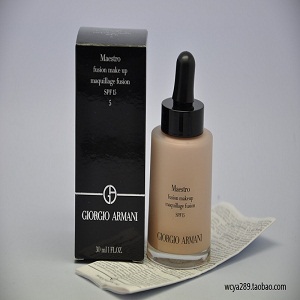 Maestro
fusion make up
maquillage fusion
SPF 15
5
GIORGIO ARMANI
30 ml 1 FL.OZ.
Maestro
fusion make up
maquillage fusion
SPF 15
GIORGIO ARMANI
wcya289.taobao.com